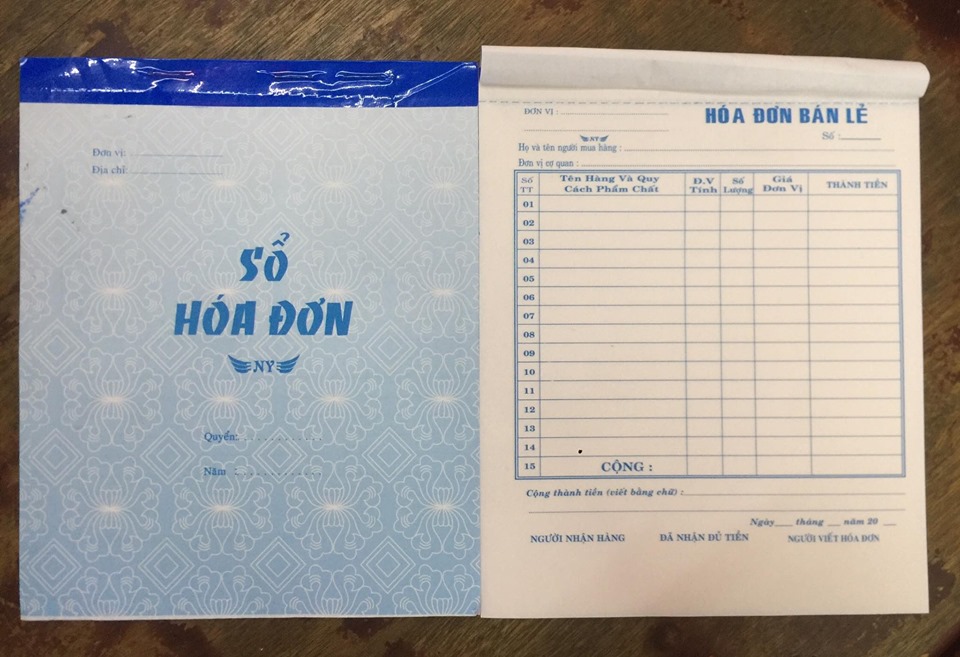 Đơn vị:
Địa chỉ:
SỔ
HÓA ĐƠN
NY
Quyển:
Năm :
ĐƠN VỊ :
HÓA ĐƠN BÁN LẺ
Số :
NY
Họ và tên người mua hàng :
Đơn vị cơ quan :
Số TT
Tên Hàng Và Quy Cách Phẩm Chất
Đ.V Tính
Số Lượng
Giá Đơn Vị
THÀNH TIỀN
01
02
03
04
05
06
07
08
09
10
11
12
13
14
15 CỘNG :
Cộng thành tiền (viết bằng chữ) :
Ngày___ tháng ___ năm 20 ___
NGƯỜI NHẬN HÀNG ĐÃ NHẬN ĐỦ TIỀN NGƯỜI VIẾT HÓA ĐƠN